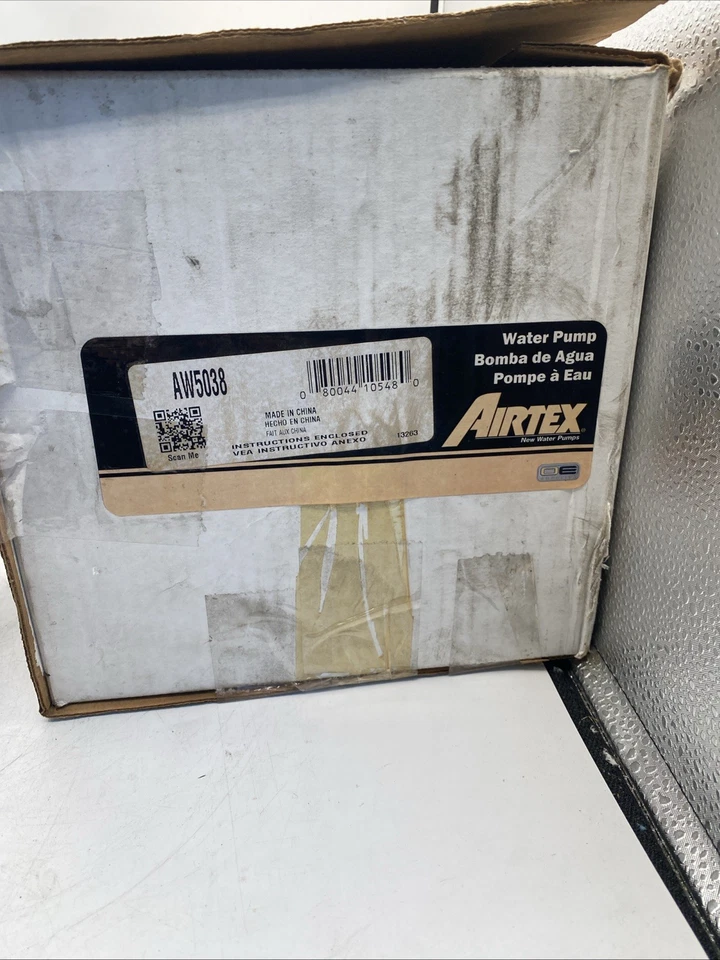 Water Pump
Bomba de Agua
Pompe à Eau
AW5038
0 80044 10548 0
MADE IN CHINA
HECHO EN CHINA
FAIT AUX CHINA
INSTRUCTIONS ENCLOSED
VEA INSTRUCTIVO ANEXO
13263
Scan Me
AIRTEX
New Water Pumps
OE